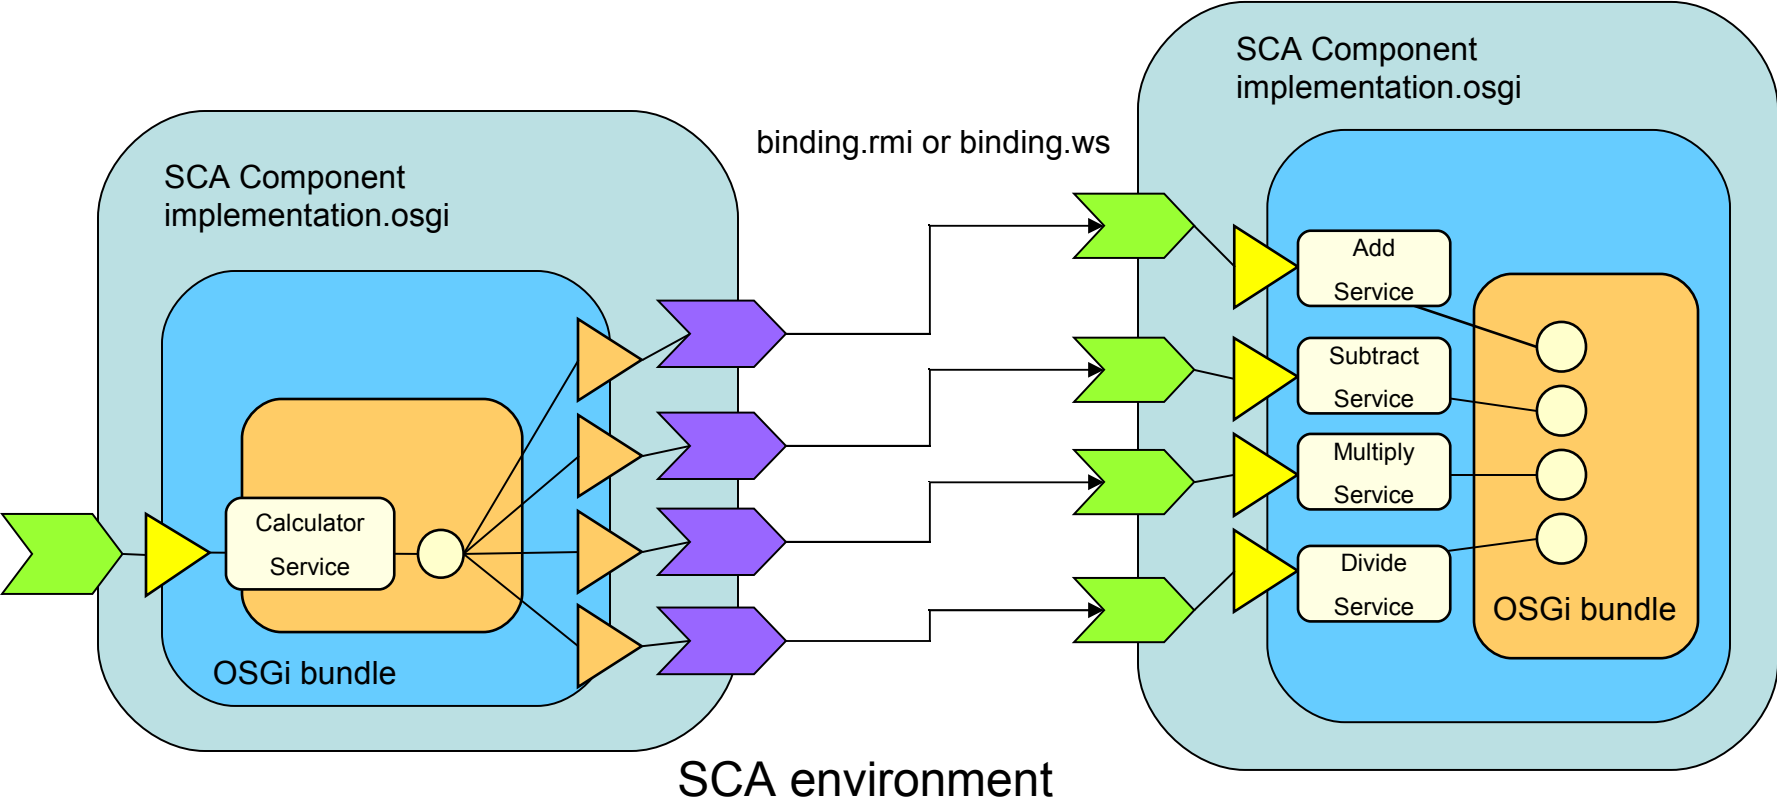 SCA Component
implementation.osgi
binding.rmi or binding.ws
SCA Component
implementation.osgi
Calculator
Service
OSGi bundle
Add
Service
Subtract
Service
Multiply
Service
Divide
Service
OSGi bundle
SCA environment